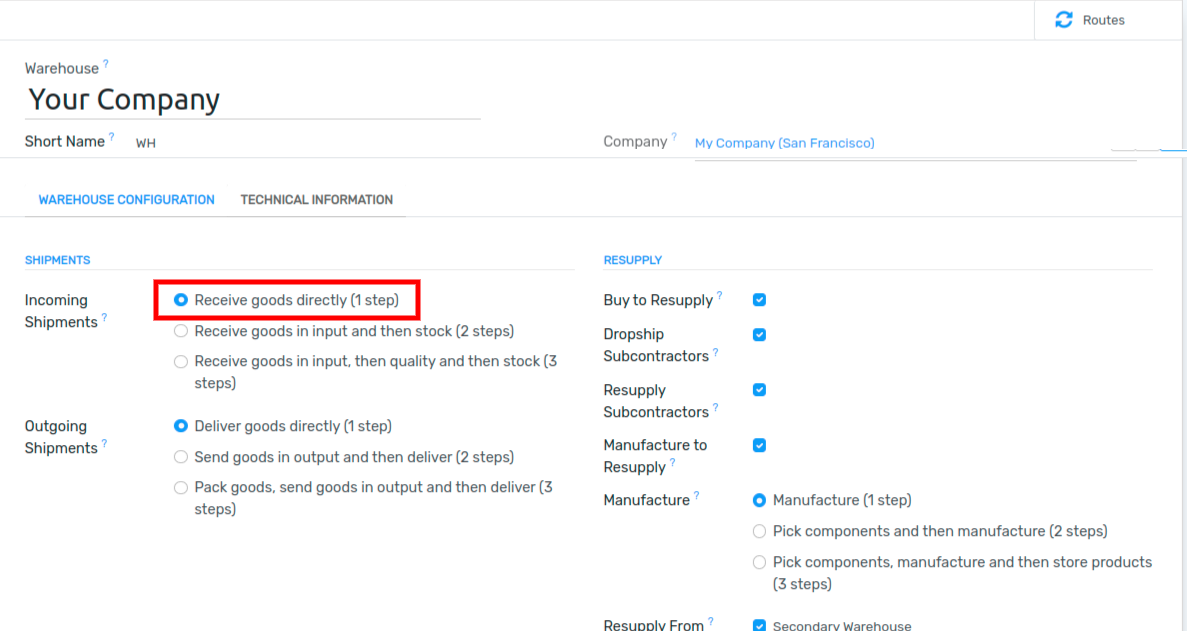 Routes
Warehouse ?
Your Company
Short Name ? WH
Company ? My Company (San Francisco)
WAREHOUSE CONFIGURATION TECHNICAL INFORMATION
SHIPMENTS
Incoming
Shipments ?
Receive goods directly (1 step)
Receive goods in input and then stock (2 steps)
Receive goods in input, then quality and then stock (3
steps)
Outgoing
Shipments ?
Deliver goods directly (1 step)
Send goods in output and then deliver (2 steps)
Pack goods, send goods in output and then deliver (3
steps)
RESUPPLY
Buy to Resupply ?
Dropship
Subcontractors ?
Resupply
Subcontractors ?
Manufacture to
Resupply ?
Manufacture ?
Manufacture (1 step)
Pick components and then manufacture (2 steps)
Pick components, manufacture and then store products
(3 steps)
Resupply From ? Secondary Warehouse